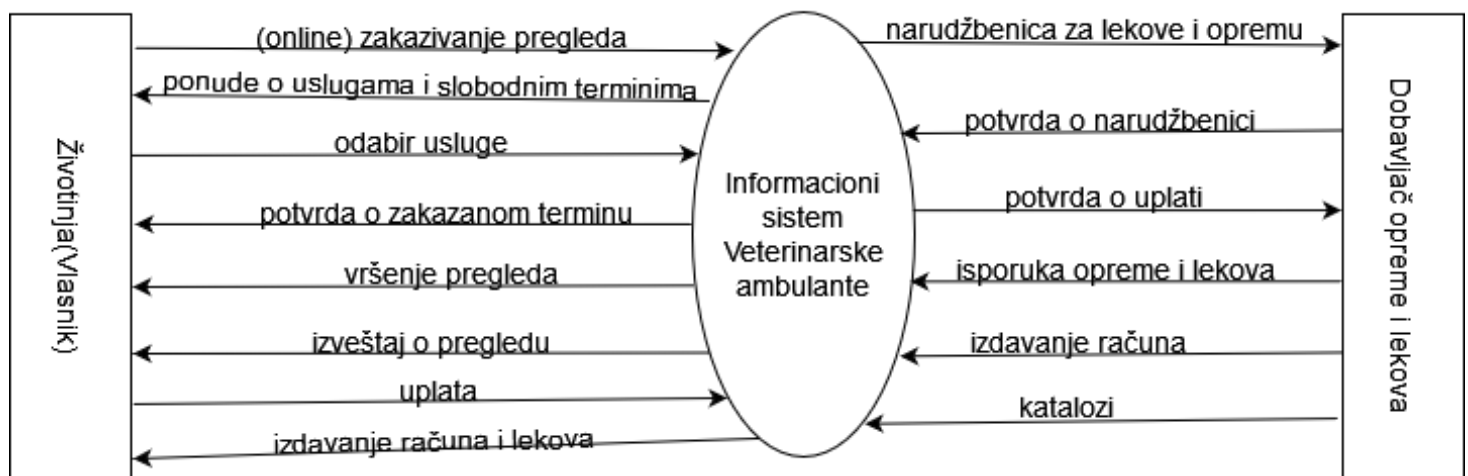 (online) zakazivanje pregleda
ponude o uslugama i slobodnim terminima
odabir usluge
potvrda o zakazanom terminu
vršenje pregleda
izveštaj o pregledu
uplata
izdavanje računa i lekova
Životinja(Vlasnik)
Informacioni
sistem
Veterinarske
ambulante
narudžbenica za lekove i opremu
potvrda o narudžbenici
potvrda o uplati
isporuka opreme i lekova
izdavanje računa
katalozi
Dobavljač opreme i lekova